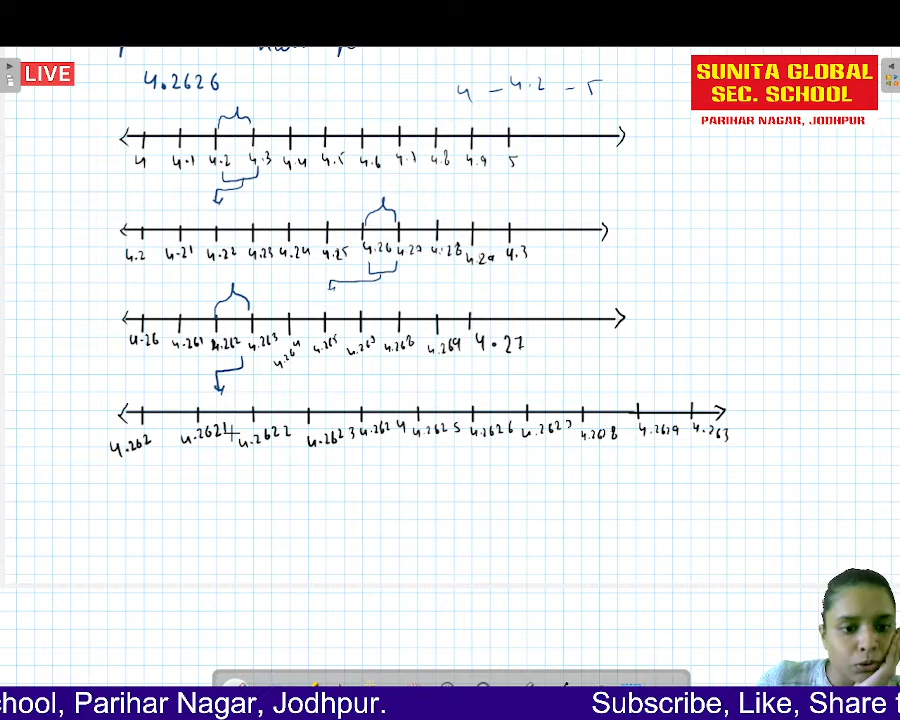 LIVE
4.2626
4 - 4.2 - 5
SUNITA GLOBAL
SEC. SCHOOL
PARIHAR NAGAR, JODHPUR
4 4.1 4.2 4.3 4.4 4.5 4.6 4.7 4.8 4.9 5
4.2 4.21 4.22 4.23 4.24 4.25 4.26 4.27 4.28 4.29 4.3
4.26 4.261 4.262 4.263 4.264 4.265 4.268 4.269 4.27
4.262 4.2621 4.2622 4.2623 4.2624 4.2625 4.2626 4.2627 4.2629 4.263
chool, Parihar Nagar, Jodhpur. Subscribe, Like, Share t